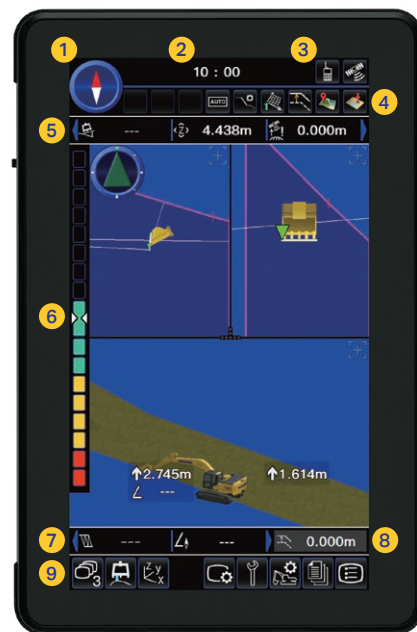 1 2 3
10 : 00
AUTO 4
5 --- Z 4.438m 0.000m
6
2.745m 1.614m
---
7 --- --- 0.000m 8
9 3 Z y x